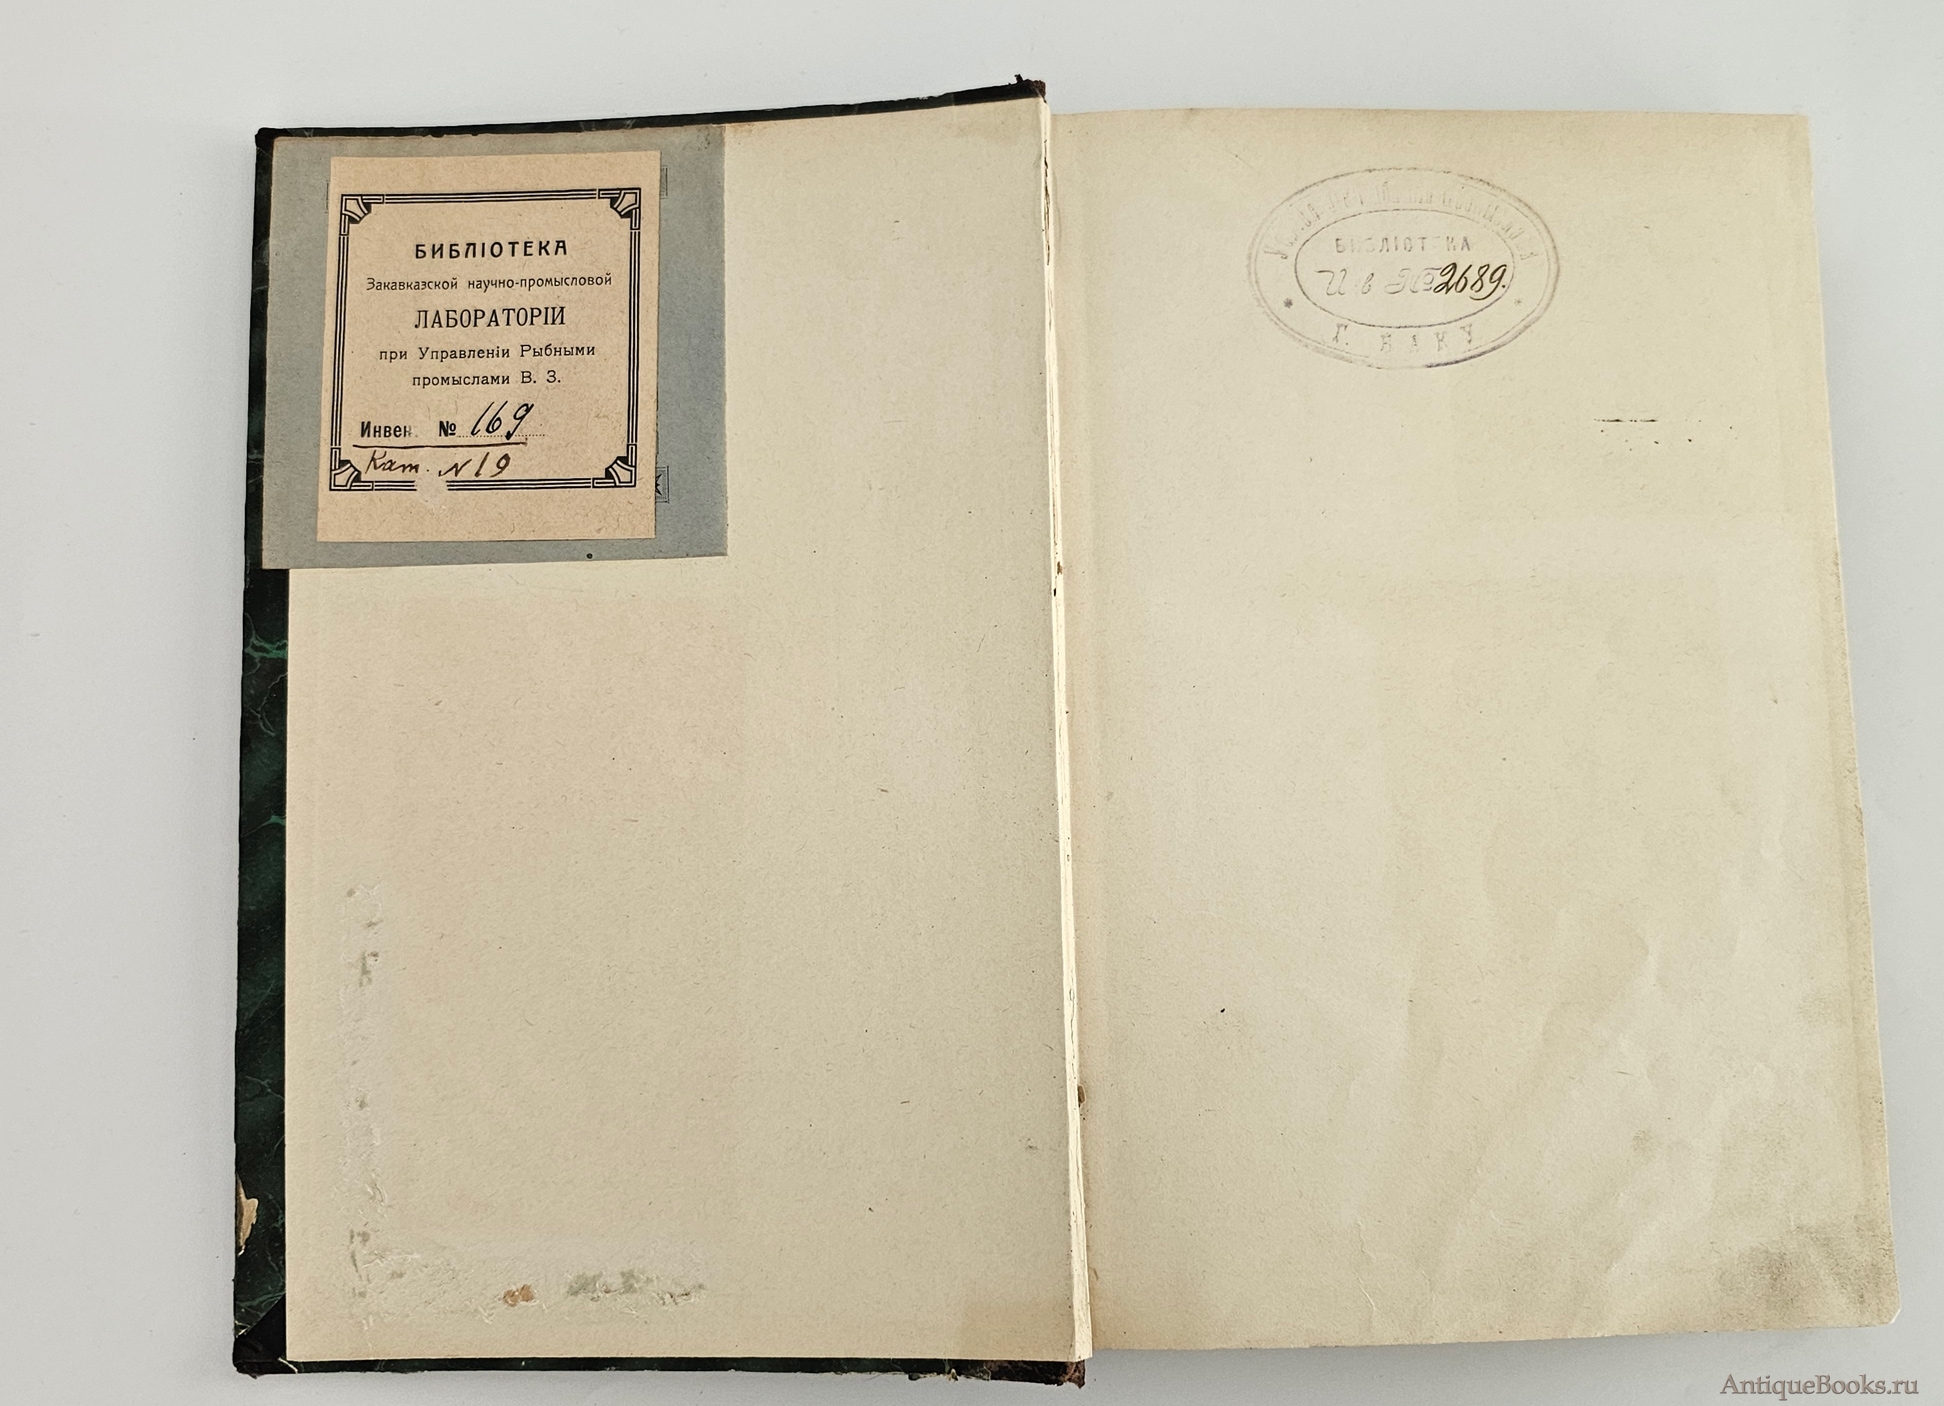 БИБЛІОТЕКА
Закавказской научно-промысловой
ЛАБОРАТОРІИ
при Управленіи Рыбными
промыслами В. З.
Инвен. № 169
Кат. N 19
БИБЛІОТЕКА
И в № 2689.
Г. БАКУ
AntiqueBooks.ru